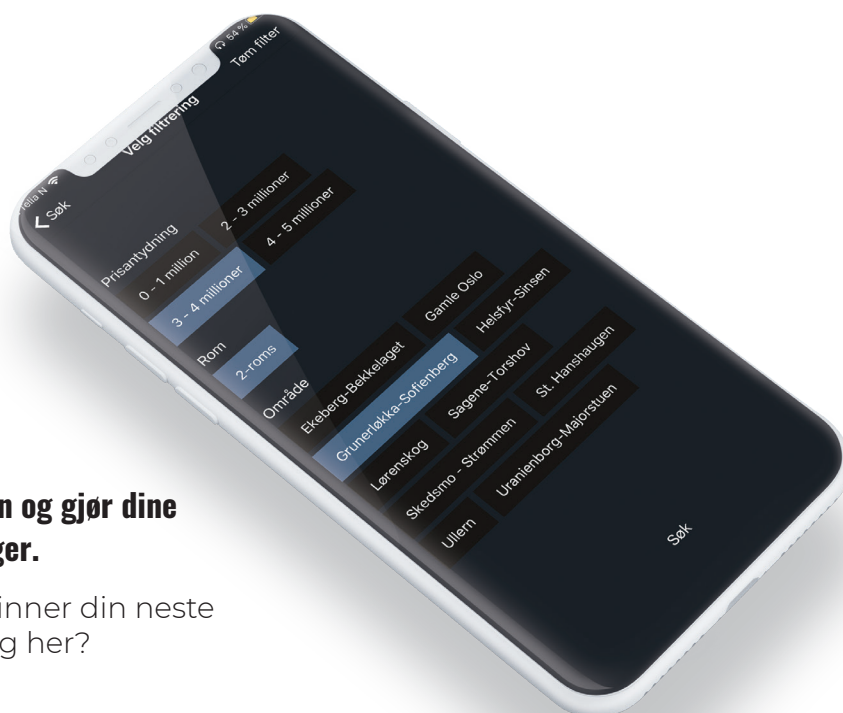 54 %
Telia N
Tøm filter
Velg filtrering
Søk
Prisantydning
0 - 1 million
2 - 3 millioner
3 - 4 millioner
4 - 5 millioner
Rom
2-roms
Område
Ekeberg-Bekkelaget
Gamle Oslo
Grunerløkka-Sofienberg
Helsfyr-Sinsen
Lørenskog
Sagene-Torshov
Skedsmo - Strømmen
St. Hanshaugen
Ullern
Uranienborg-Majorstuen
Søk
n og gjør dine
ger.
inner din neste
g her?